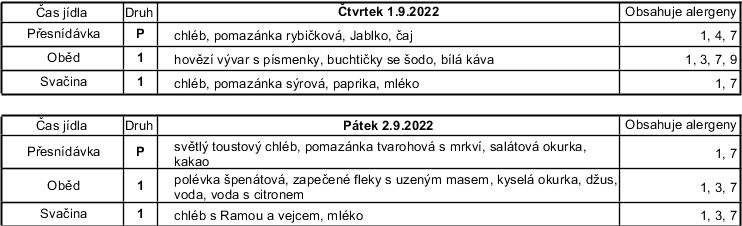 Čas jídla Druh Čtvrtek 1.9.2022 Obsahuje alergeny
Přesnídávka P chléb, pomazánka rybičková, Jablko, čaj 1, 4, 7
Oběd 1 hovězí vývar s písmenky, buchtičky se šodo, bílá káva 1, 3, 7, 9
Svačina 1 chléb, pomazánka sýrová, paprika, mléko 1, 7
Čas jídla Druh Pátek 2.9.2022 Obsahuje alergeny
Přesnídávka P světlý toustový chléb, pomazánka tvarohová s mrkví, salátová okurka,
kakao 1, 7
Oběd 1 polévka špenátová, zapečené fleky s uzeným masem, kyselá okurka, džus,
voda, voda s citronem 1, 3, 7
Svačina 1 chléb s Ramou a vejcem, mléko 1, 3, 7